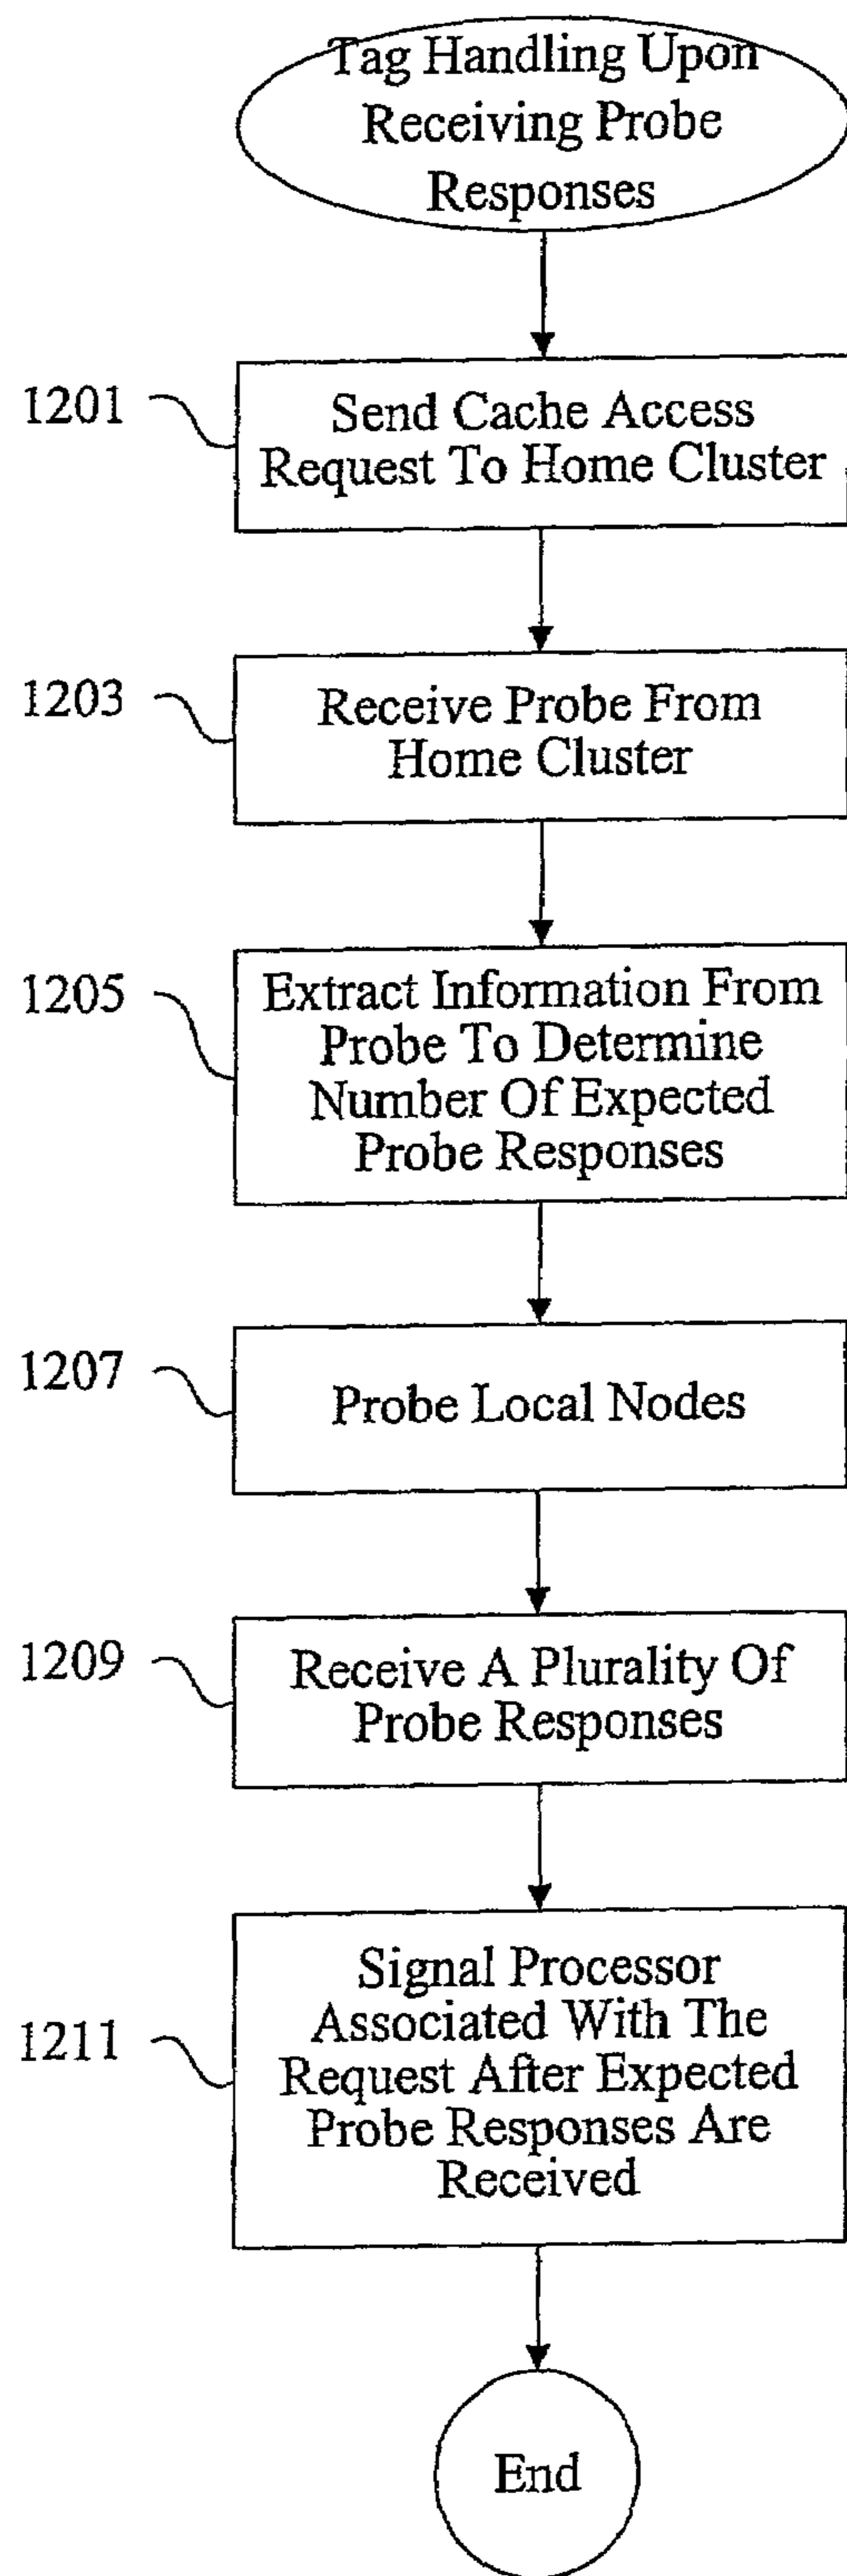 Tag Handling Upon
Receiving Probe
Responses
1201
Send Cache Access
Request To Home Cluster
1203
Receive Probe From
Home Cluster
1205
Extract Information From
Probe To Determine
Number Of Expected
Probe Responses
1207
Probe Local Nodes
1209
Receive A Plurality Of
Probe Responses
1211
Signal Processor
Associated With The
Request After Expected
Probe Responses Are
Received
End